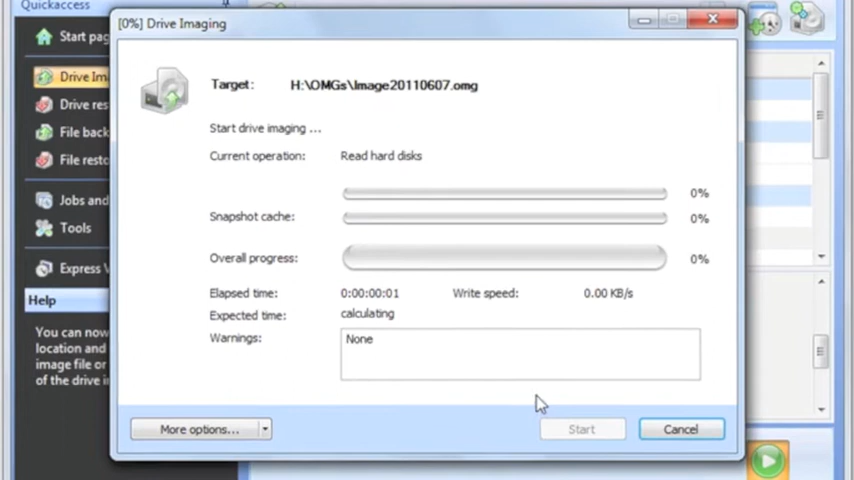 Quickaccess
Start pag
Drive Im
Drive res
File back
File resto
Jobs and
Tools
Express V
Help
You can now
location and
image file or
of the drive in
[0%] Drive Imaging
Target: H:\OMGs\Image20110607.omg
Start drive imaging ...
Current operation: Read hard disks
0%
Snapshot cache: 0%
Overall progress: 0%
Elapsed time: 0:00:00:01 Write speed: 0.00 KB/s
Expected time: calculating
Warnings: None
More options... Start Cancel